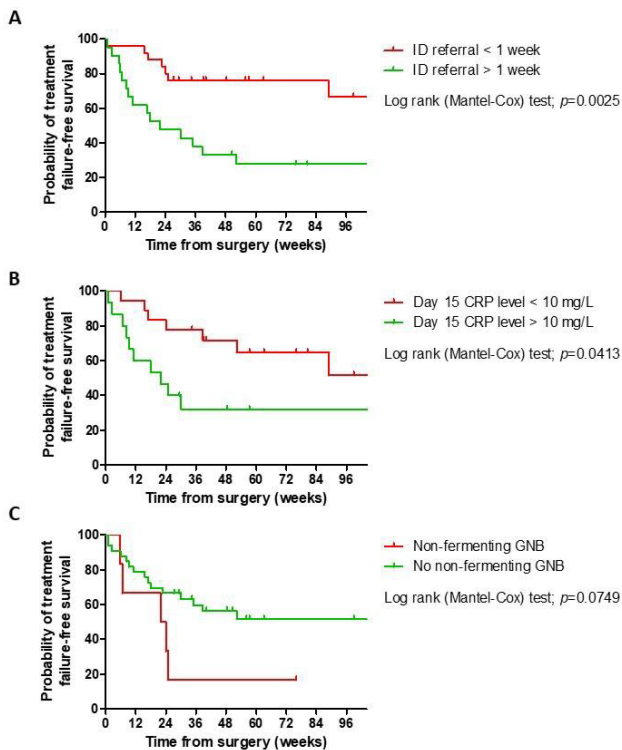 A
Probability of treatment
failure-free survival
100
80
60
40
20
0
0 12 24 36 48 60 72 84 96
Time from surgery (weeks)
ID referral < 1 week
ID referral > 1 week
Log rank (Mantel-Cox) test; p=0.0025
B
Probability of treatment
failure-free survival
100
80
60
40
20
0
0 12 24 36 48 60 72 84 96
Time from surgery (weeks)
Day 15 CRP level < 10 mg/L
Day 15 CRP level > 10 mg/L
Log rank (Mantel-Cox) test; p=0.0413
C
Probability of treatment
failure-free survival
100
80
60
40
20
0
0 12 24 36 48 60 72 84 96
Time from surgery (weeks)
Non-fermenting GNB
No non-fermenting GNB
Log rank (Mantel-Cox) test; p=0.0749